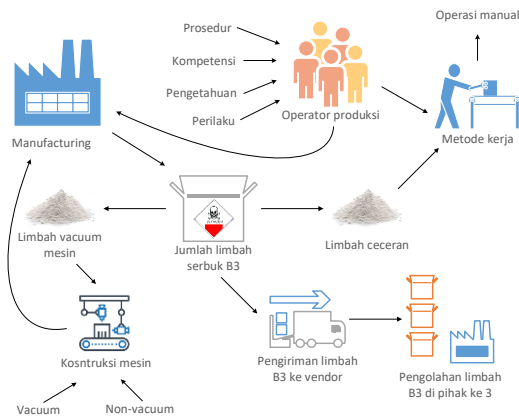 Prosedur
Kompetensi
Pengetahuan
Perilaku
Operator produksi
Operasi manual
Metode kerja
Manufacturing
Limbah vacuum
mesin
Jumlah limbah
serbuk B3
Limbah ceceran
Kosntruksi mesin
Vacuum
Non-vacuum
Pengiriman limbah
B3 ke vendor
Pengolahan limbah
B3 di pihak ke 3